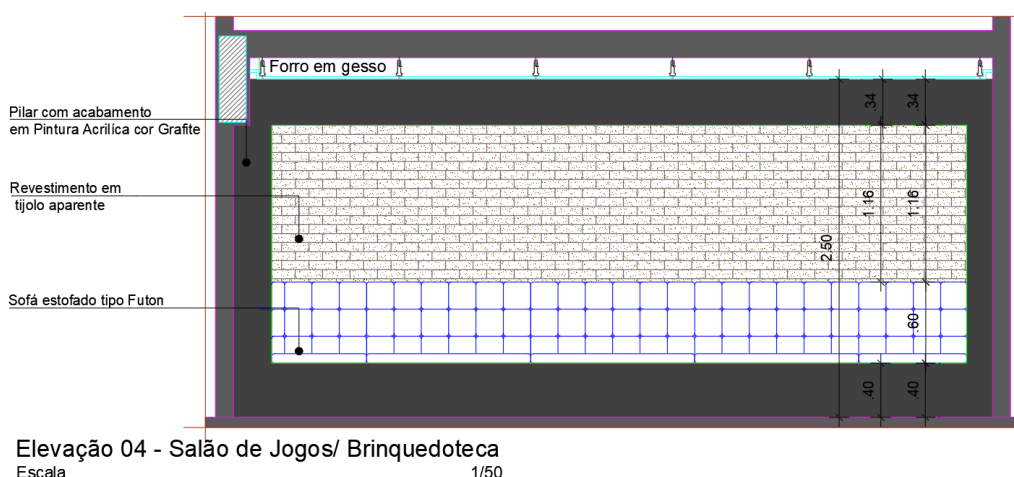 Forro em gesso
Pilar com acabamento
em Pintura Acrilíca cor Grafite
Revestimento em
tijolo aparente
Sofá estofado tipo Futon
.34
.34
1.16
1.16
2.50
.60
.40
.40
Elevação 04 - Salão de Jogos/ Brinquedoteca
Escala 1/50